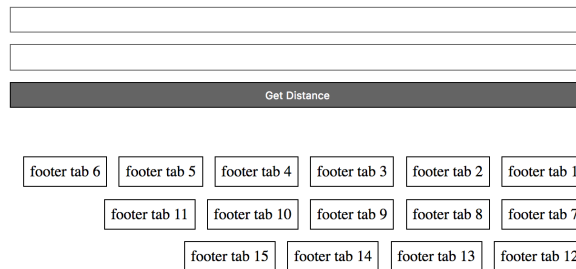 Get Distance
footer tab 6 footer tab 5 footer tab 4 footer tab 3 footer tab 2 footer tab 1
footer tab 11 footer tab 10 footer tab 9 footer tab 8 footer tab 7
footer tab 15 footer tab 14 footer tab 13 footer tab 12